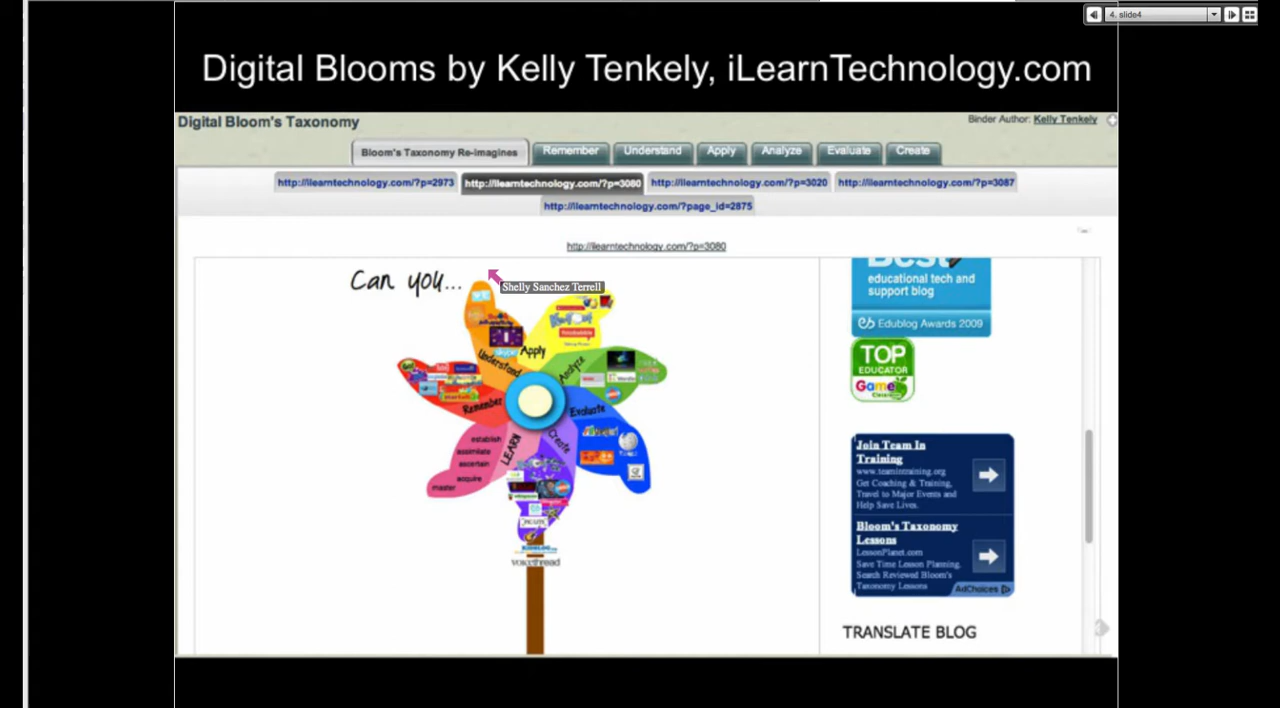 4. slide4
Digital Blooms by Kelly Tenkely, iLearnTechnology.com
Digital Bloom's Taxonomy
Binder Author: Kelly Tenkely
Bloom's Taxonomy Re-imagines
Remember
Understand
Apply
Analyze
Evaluate
Create
http://ilearntechnology.com/?p=2973
http://ilearntechnology.com/?p=3080
http://ilearntechnology.com/?p=3020
http://ilearntechnology.com/?p=3087
http://ilearntechnology.com/?page_id=2875
http://ilearntechnology.com/?p=3080
Can you...
Shelly Sanchez Terrell
Understand
Apply
Analyze
Remember
Evaluate
Create
LEARN
establish
assimilate
ascertain
acquire
master
skype
voicethread
Best
educational tech and
support blog
Edublog Awards 2009
TOP
EDUCATOR
Game
Classroom
Join Team In
Training
www.teamintraining.org
Get Coaching & Training,
Travel to Major Events and
Help Save Lives.
Bloom's Taxonomy
Lessons
LessonPlanet.com
Save Time Lesson Planning.
Search Reviewed Bloom's
Taxonomy Lessons
AdChoices
TRANSLATE BLOG